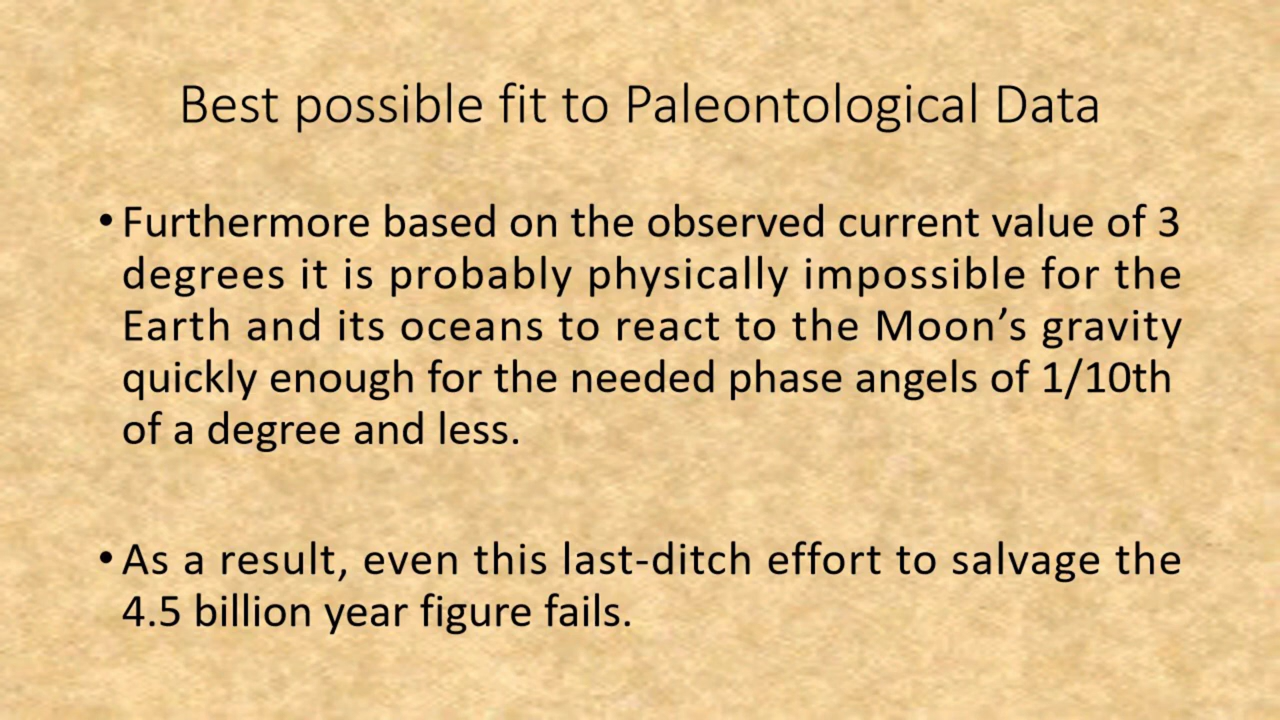 Best possible fit to Paleontological Data
• Furthermore based on the observed current value of 3
degrees it is probably physically impossible for the
Earth and its oceans to react to the Moon’s gravity
quickly enough for the needed phase angels of 1/10th
of a degree and less.
• As a result, even this last-ditch effort to salvage the
4.5 billion year figure fails.